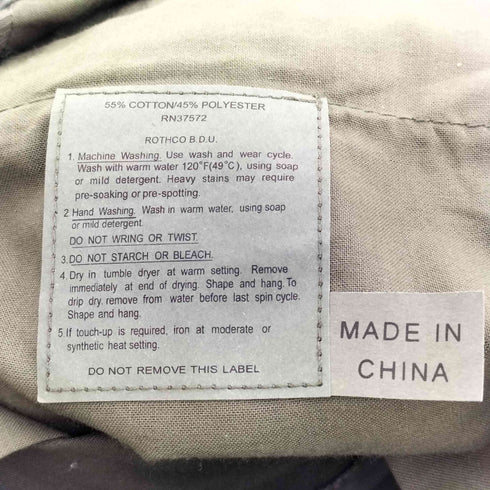 55% COTTON/45% POLYESTER
RN37572
ROTHCO B.D.U.
1. Machine Washing. Use wash and wear cycle.
Wash with warm water 120°F(49°C), using soap
or mild detergent. Heavy stains may require
pre-soaking or pre-spotting.
2 Hand Washing. Wash in warm water, using soap
or mild detergent.
DO NOT WRING OR TWIST.
3.DO NOT STARCH OR BLEACH.
4. Dry in tumble dryer at warm setting. Remove
immediately at end of drying. Shape and hang. To
drip dry, remove from water before last spin cycle.
Shape and hang.
5. If touch-up is required, iron at moderate or
synthetic heat setting.
DO NOT REMOVE THIS LABEL
MADE IN
CHINA